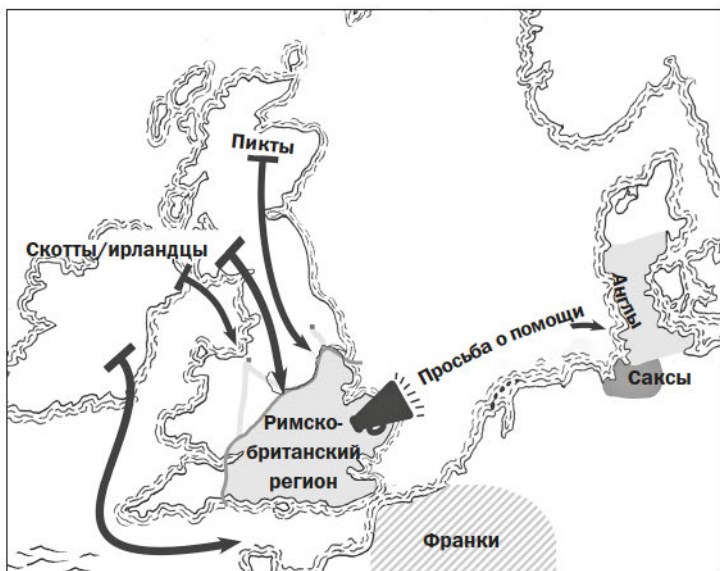 Пикты
Скотты/ирландцы
Англы
Просьба о помощи
Саксы
Римско-
британский
регион
Франки